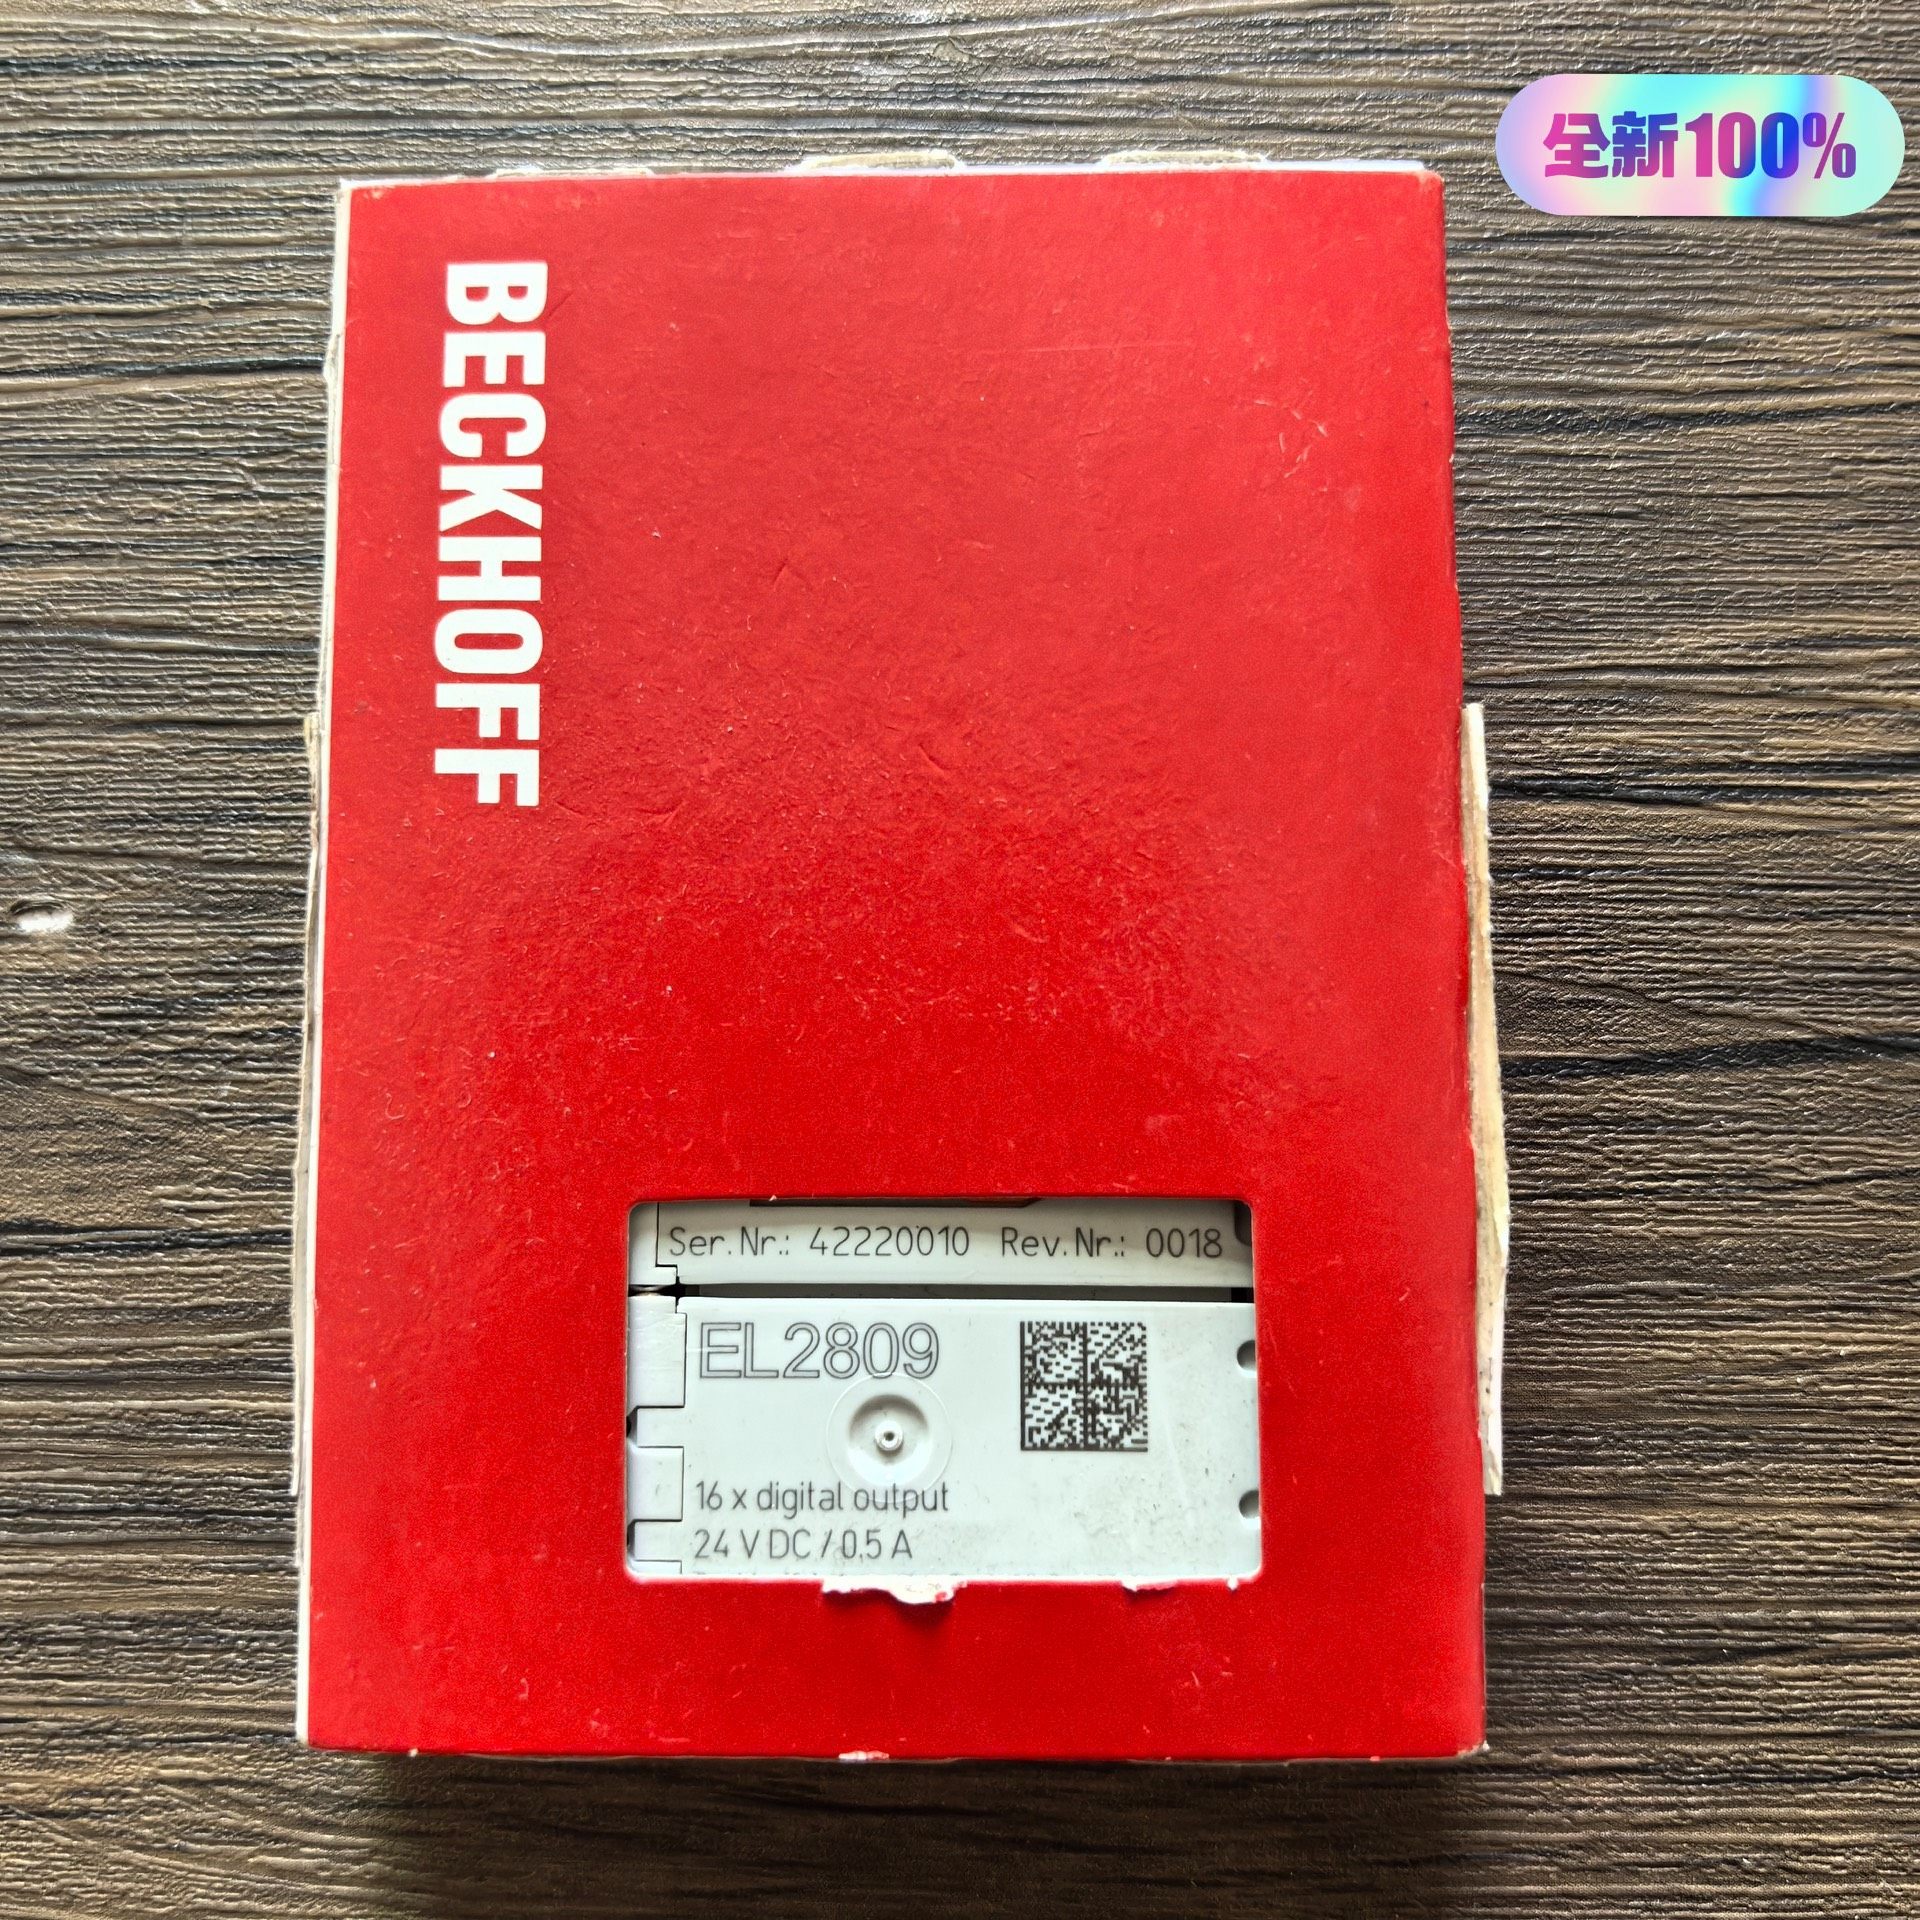 全新100%
BECKHOFF
Ser.Nr.: 42220010 Rev.Nr.: 0018
EL2809
16 x digital output
24 V DC / 0,5 A